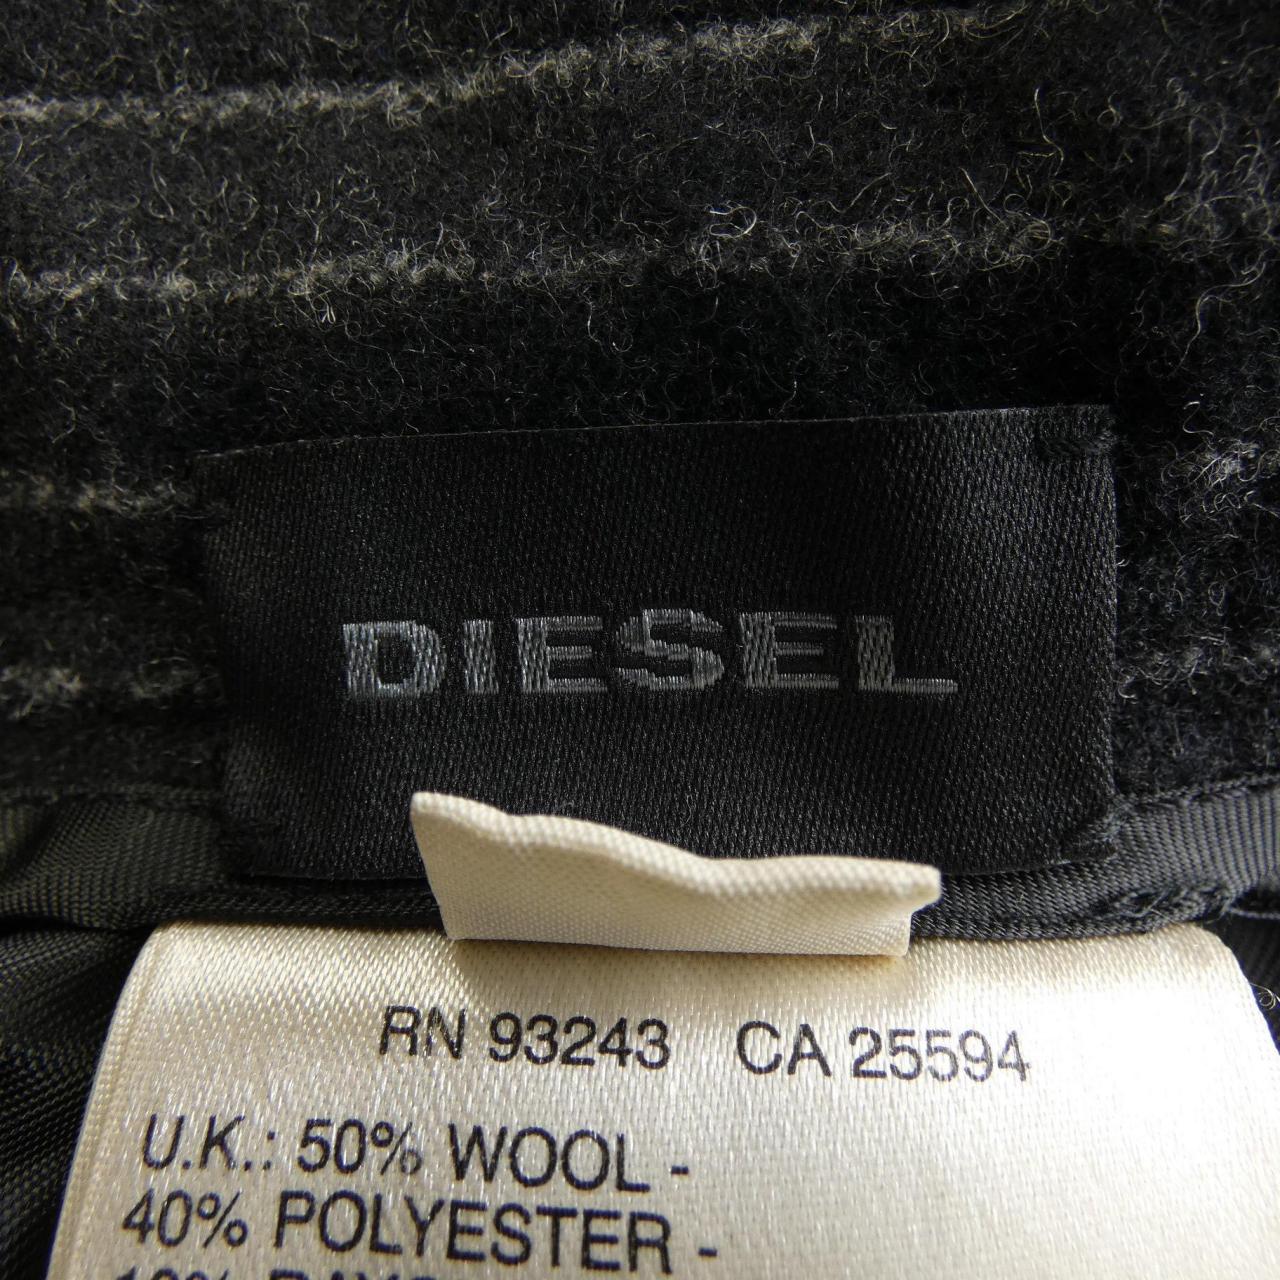 DIESEL
RN 93243 CA 25594
U.K.: 50% WOOL -
40% POLYESTER -